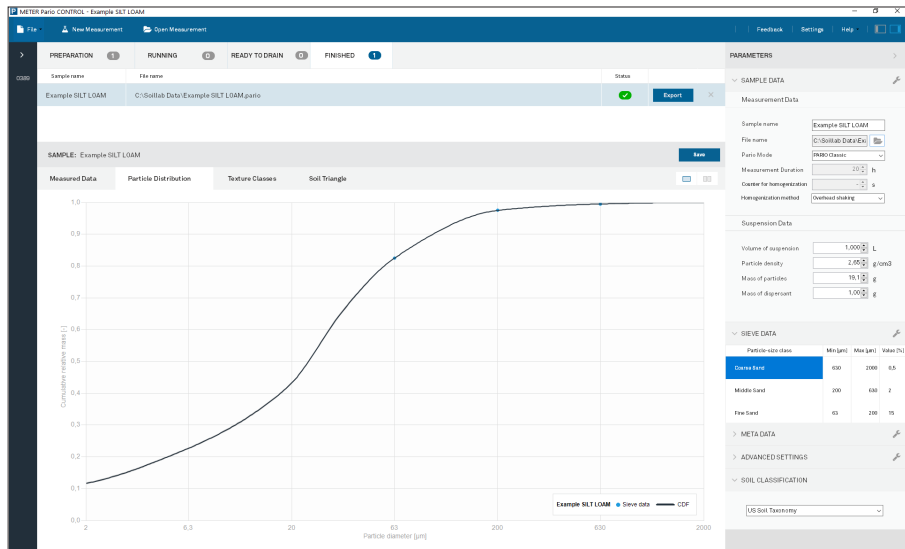 METER Pario CONTROL - Example SILT LOAM
File New Measurement Open Measurement Feedback Settings Help
PREPARATION 1 RUNNING 0 READY TO DRAIN 0 FINISHED 1
Sample name File name Status
Example SILT LOAM C:\Soillab Data\Example SILT LOAM.pario Export
SAMPLE: Example SILT LOAM Save
Measured Data Particle Distribution Texture Classes Soil Triangle
1,0
0,9
0,8
0,7
0,6
0,5
0,4
0,3
0,2
0,1
0,0
Cumulative relative mass [-]
2 6,3 20 63 200 630 2000
Particle diameter [µm]
Example SILT LOAM Sieve data CDF
PARAMETERS
SAMPLE DATA
Measurement Data
Sample name Example SILT LOAM
File name C:\Soillab Data\Exa
Pario Mode PARIO Classic
Measurement Duration 20 h
Counter for homogenization - s
Homogenization method Overhead shaking
Suspension Data
Volume of suspension 1,000 L
Particle density 2,65 g/cm3
Mass of particles 19,1 g
Mass of dispersant 1,00 g
SIEVE DATA
Particle-size class Min [µm] Max [µm] Value [%]
Coarse Sand 630 2000 0,5
Middle Sand 200 630 2
Fine Sand 63 200 15
META DATA
ADVANCED SETTINGS
SOIL CLASSIFICATION
US Soil Taxonomy